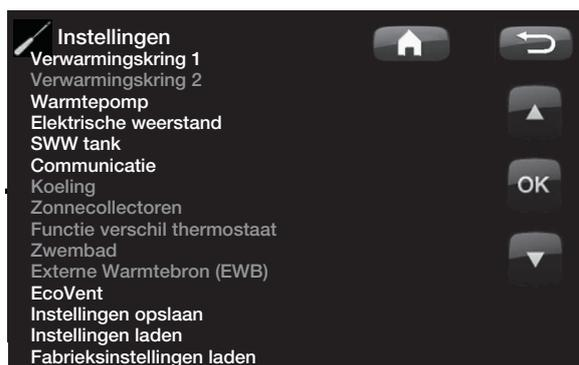 Instellingen
Verwarmingskring 1
Verwarmingskring 2
Warmtepomp
Elektrische weerstand
SWW tank
Communicatie
Koeling
Zonnecollectoren
Functie verschil thermostaat
Zwembad
Externe Warmtebron (EWB)
EcoVent
Instellingen opslaan
Instellingen laden
Fabrieksinstellingen laden
OK